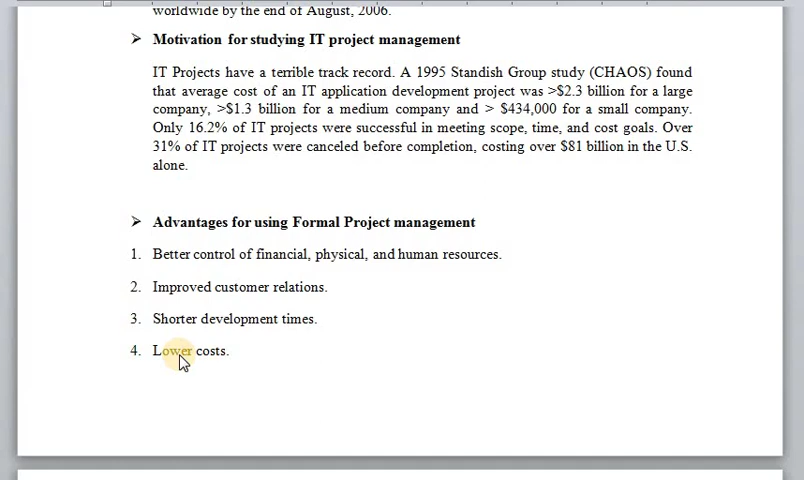 worldwide by the end of August, 2006.
➢ Motivation for studying IT project management
IT Projects have a terrible track record. A 1995 Standish Group study (CHAOS) found
that average cost of an IT application development project was >$2.3 billion for a large
company, >$1.3 billion for a medium company and > $434,000 for a small company.
Only 16.2% of IT projects were successful in meeting scope, time, and cost goals. Over
31% of IT projects were canceled before completion, costing over $81 billion in the U.S.
alone.
➢ Advantages for using Formal Project management
1. Better control of financial, physical, and human resources.
2. Improved customer relations.
3. Shorter development times.
4. Lower costs.